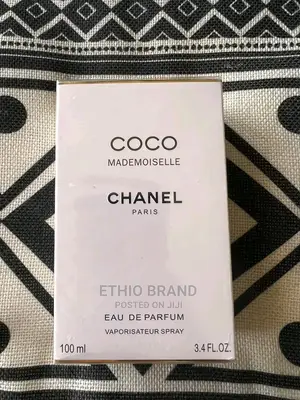 COCO
MADEMOISELLE
CHANEL
PARIS
ETHIO BRAND
POSTED ON JIJI
EAU DE PARFUM
VAPORISATEUR SPRAY
100 ml 3.4 FL.OZ.